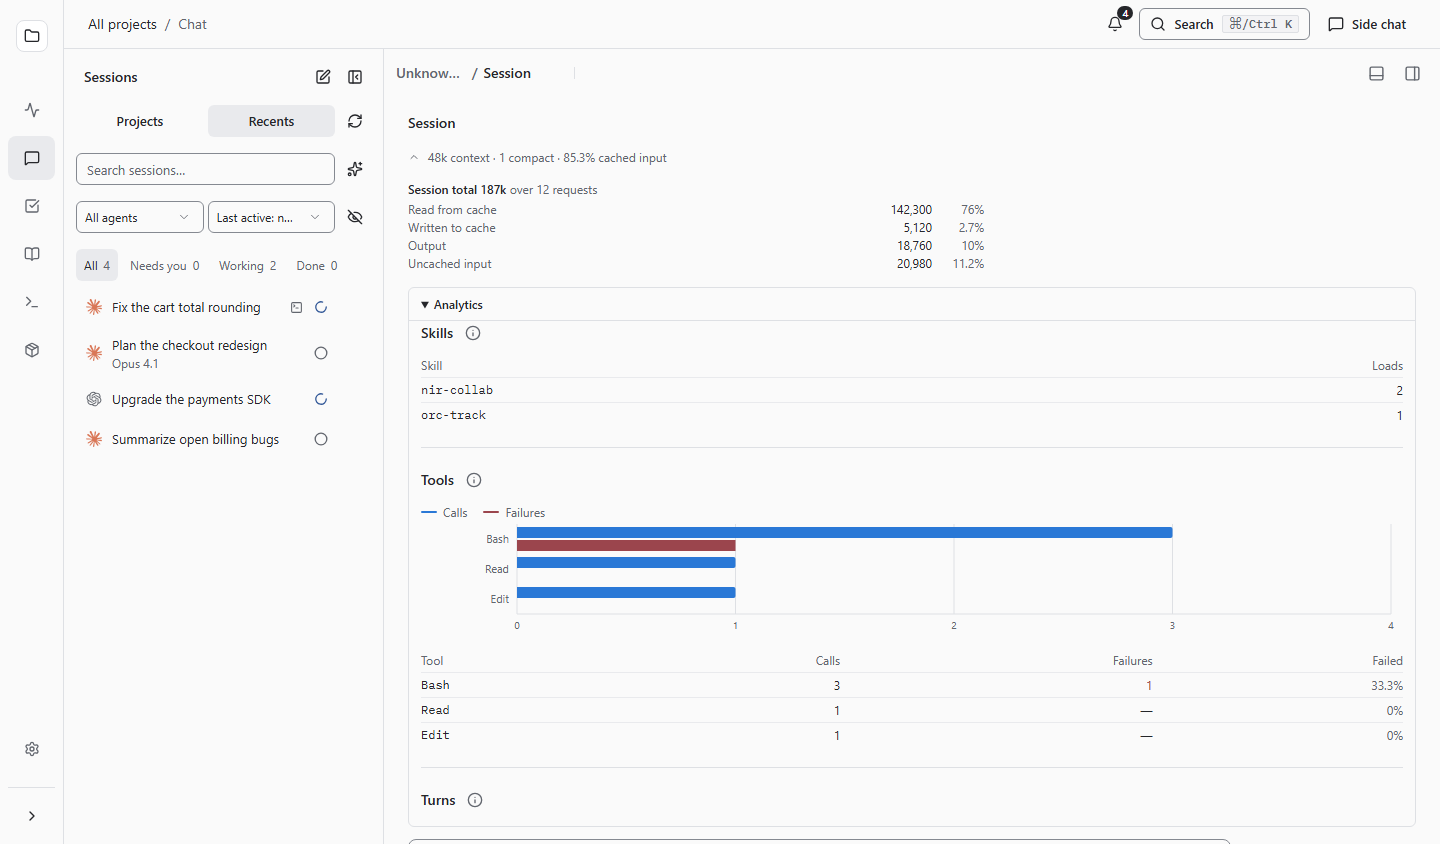 All projects / Chat
4
Search ⌘/Ctrl K
Side chat
Sessions
Projects
Recents
Search sessions...
All agents
Last active: n...
All 4
Needs you 0
Working 2
Done 0
Fix the cart total rounding
Plan the checkout redesign
Opus 4.1
Upgrade the payments SDK
Summarize open billing bugs
Unknow... / Session
Session
48k context · 1 compact · 85.3% cached input
Session total 187k over 12 requests
Read from cache 142,300 76%
Written to cache 5,120 2.7%
Output 18,760 10%
Uncached input 20,980 11.2%
Analytics
Skills
Skill Loads
nir-collab 2
orc-track 1
Tools
Calls Failures
Bash
Read
Edit
0 1 2 3 4
Tool Calls Failures Failed
Bash 3 1 33.3%
Read 1 — 0%
Edit 1 — 0%
Turns